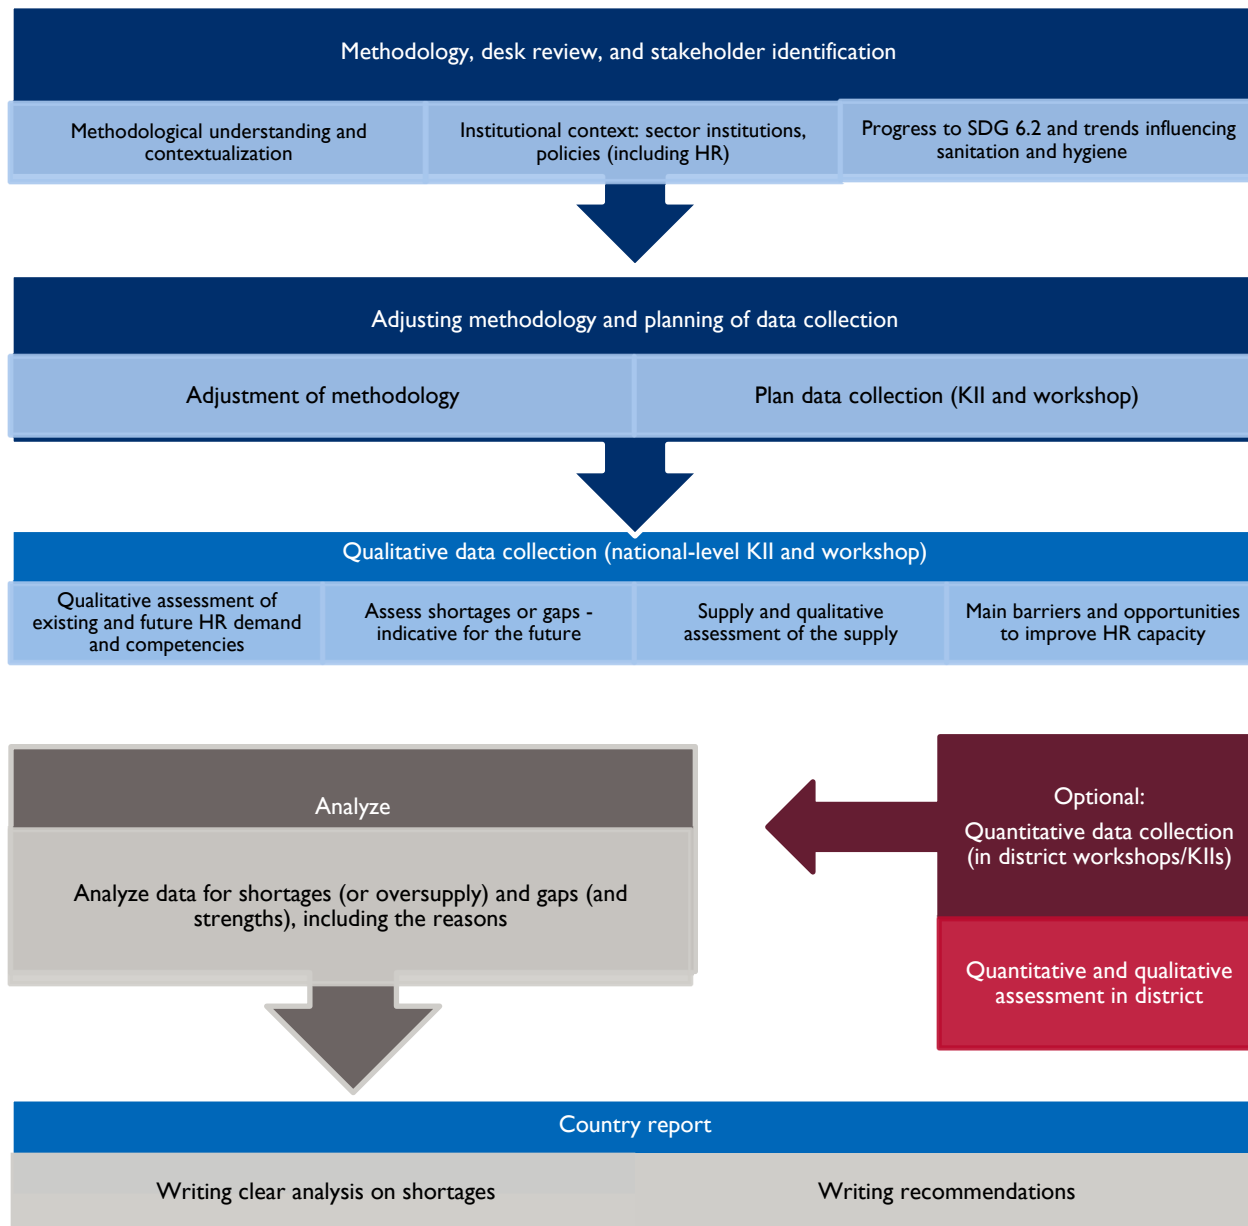 Methodology, desk review, and stakeholder identification
Methodological understanding and
contextualization
Institutional context: sector institutions,
policies (including HR)
Progress to SDG 6.2 and trends influencing
sanitation and hygiene
Adjusting methodology and planning of data collection
Adjustment of methodology
Plan data collection (KII and workshop)
Qualitative data collection (national-level KII and workshop)
Qualitative assessment of
existing and future HR demand
and competencies
Assess shortages or gaps -
indicative for the future
Supply and qualitative
assessment of the supply
Main barriers and opportunities
to improve HR capacity
Analyze
Analyze data for shortages (or oversupply) and gaps (and
strengths), including the reasons
Optional:
Quantitative data collection
(in district workshops/KIIs)
Quantitative and qualitative
assessment in district
Country report
Writing clear analysis on shortages
Writing recommendations